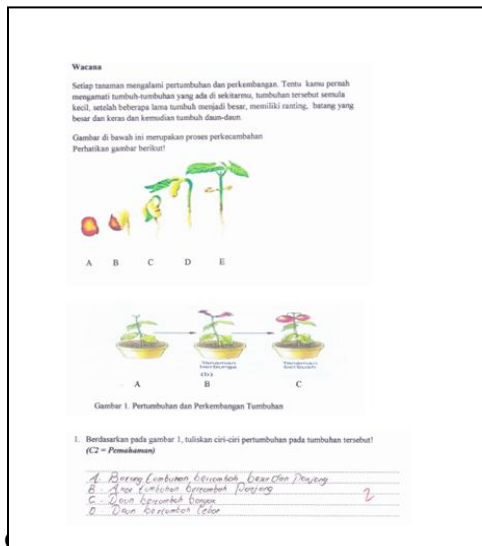 Wacana
Setiap tanaman mengalami pertumbuhan dan perkembangan. Tentu kamu pernah
mengamati tumbuh-tumbuhan yang ada di sekitarmu, tumbuhan tersebut semula
kecil, setelah beberapa lama tumbuh menjadi besar, memiliki ranting, batang yang
besar dan keras dan kemudian tumbuh daun-daun.
Gambar di bawah ini merupakan proses perkecambahan
Perhatikan gambar berikut!
A B C D E
Tanaman
berbunga
Tanaman
berbuah
(b)
A B C
Gambar 1. Pertumbuhan dan Perkembangan Tumbuhan
1. Berdasarkan pada gambar 1, tuliskan ciri-ciri pertumbuhan pada tumbuhan tersebut!
(C2 = Pemahaman)
A. Batang tumbuhan bertambah besar dan Panjang
B. Akar tumbuhan bertambah Panjang
C. Daun bertambah banyak
D. Daun bertambah lebar
2